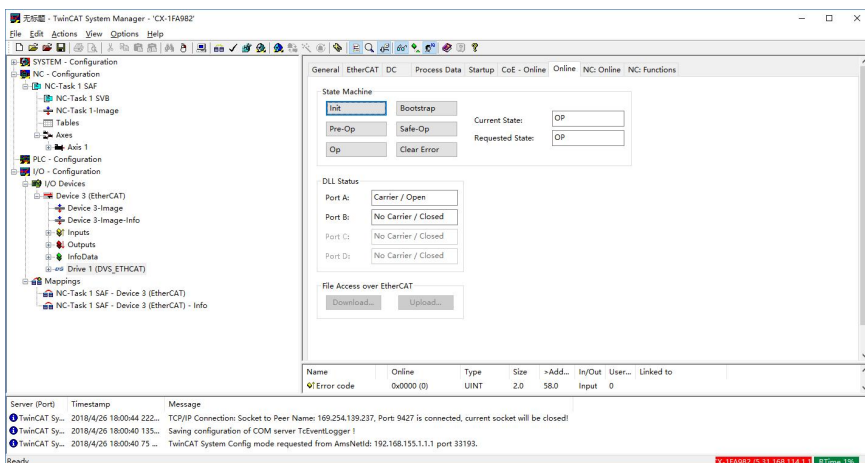 无标题 - TwinCAT System Manager - 'CX-1FA982'
File Edit Actions View Options Help
SYSTEM - Configuration
NC - Configuration
NC-Task 1 SAF
NC-Task 1 SVB
NC-Task 1-Image
Tables
Axes
Axis 1
PLC - Configuration
I/O - Configuration
I/O Devices
Device 3 (EtherCAT)
Device 3-Image
Device 3-Image-Info
Inputs
Outputs
InfoData
Drive 1 (DVS_ETHCAT)
Mappings
NC-Task 1 SAF - Device 3 (EtherCAT)
NC-Task 1 SAF - Device 3 (EtherCAT) - Info
General EtherCAT DC Process Data Startup CoE - Online Online NC: Online NC: Functions
State Machine
Init Bootstrap
Pre-Op Safe-Op
Op Clear Error
Current State: OP
Requested State: OP
DLL Status
Port A: Carrier / Open
Port B: No Carrier / Closed
Port C: No Carrier / Closed
Port D: No Carrier / Closed
File Access over EtherCAT
Download... Upload...
Name Online Type Size >Add... In/Out User... Linked to
Error code 0x0000 (0) UINT 2.0 58.0 Input 0
Server (Port) Timestamp Message
TwinCAT Sy... 2018/4/26 18:00:44 222... TCP/IP Connection: Socket to Peer Name: 169.254.139.237, Port: 9427 is connected, current socket will be closed!
TwinCAT Sy... 2018/4/26 18:00:40 135... Saving configuration of COM server TcEventLogger !
TwinCAT Sy... 2018/4/26 18:00:40 75 ... TwinCAT System Config mode requested from AmsNetId: 192.168.155.1.1.1 port 33193.
Ready
CX-1FA982 (5.31.168.114.1.1 RTime 1%